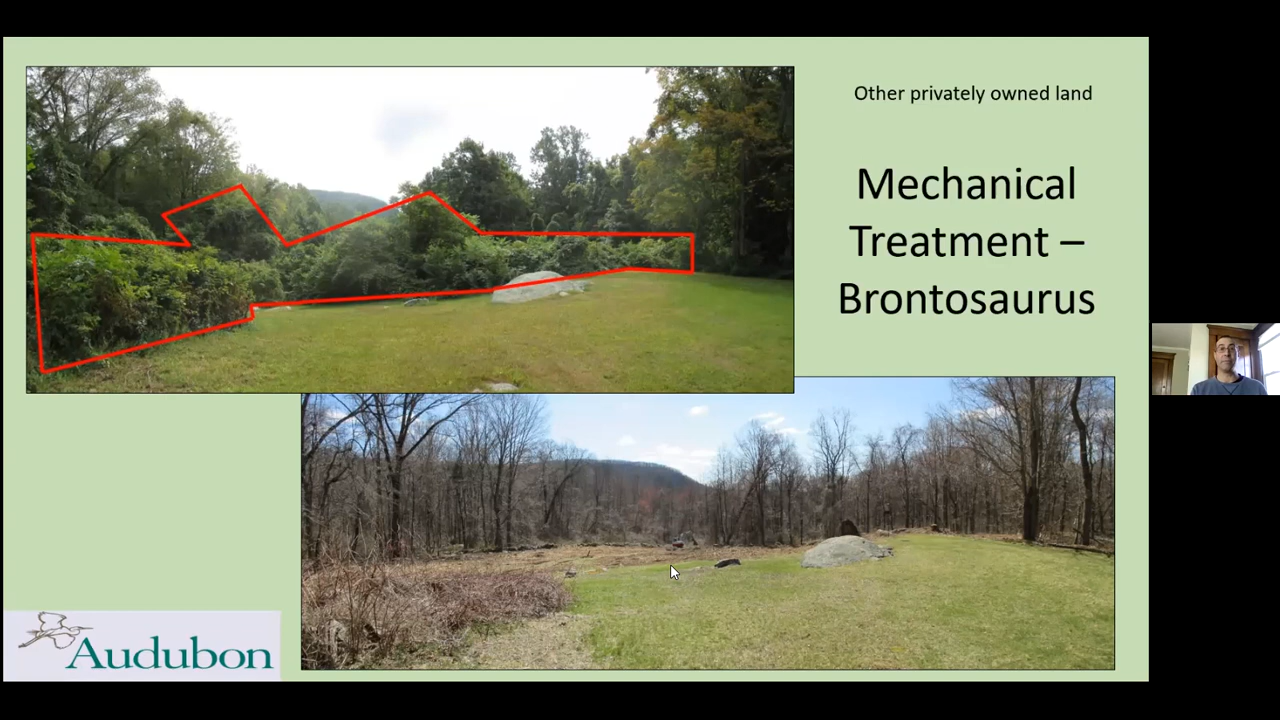 Other privately owned land
Mechanical
Treatment –
Brontosaurus
Audubon